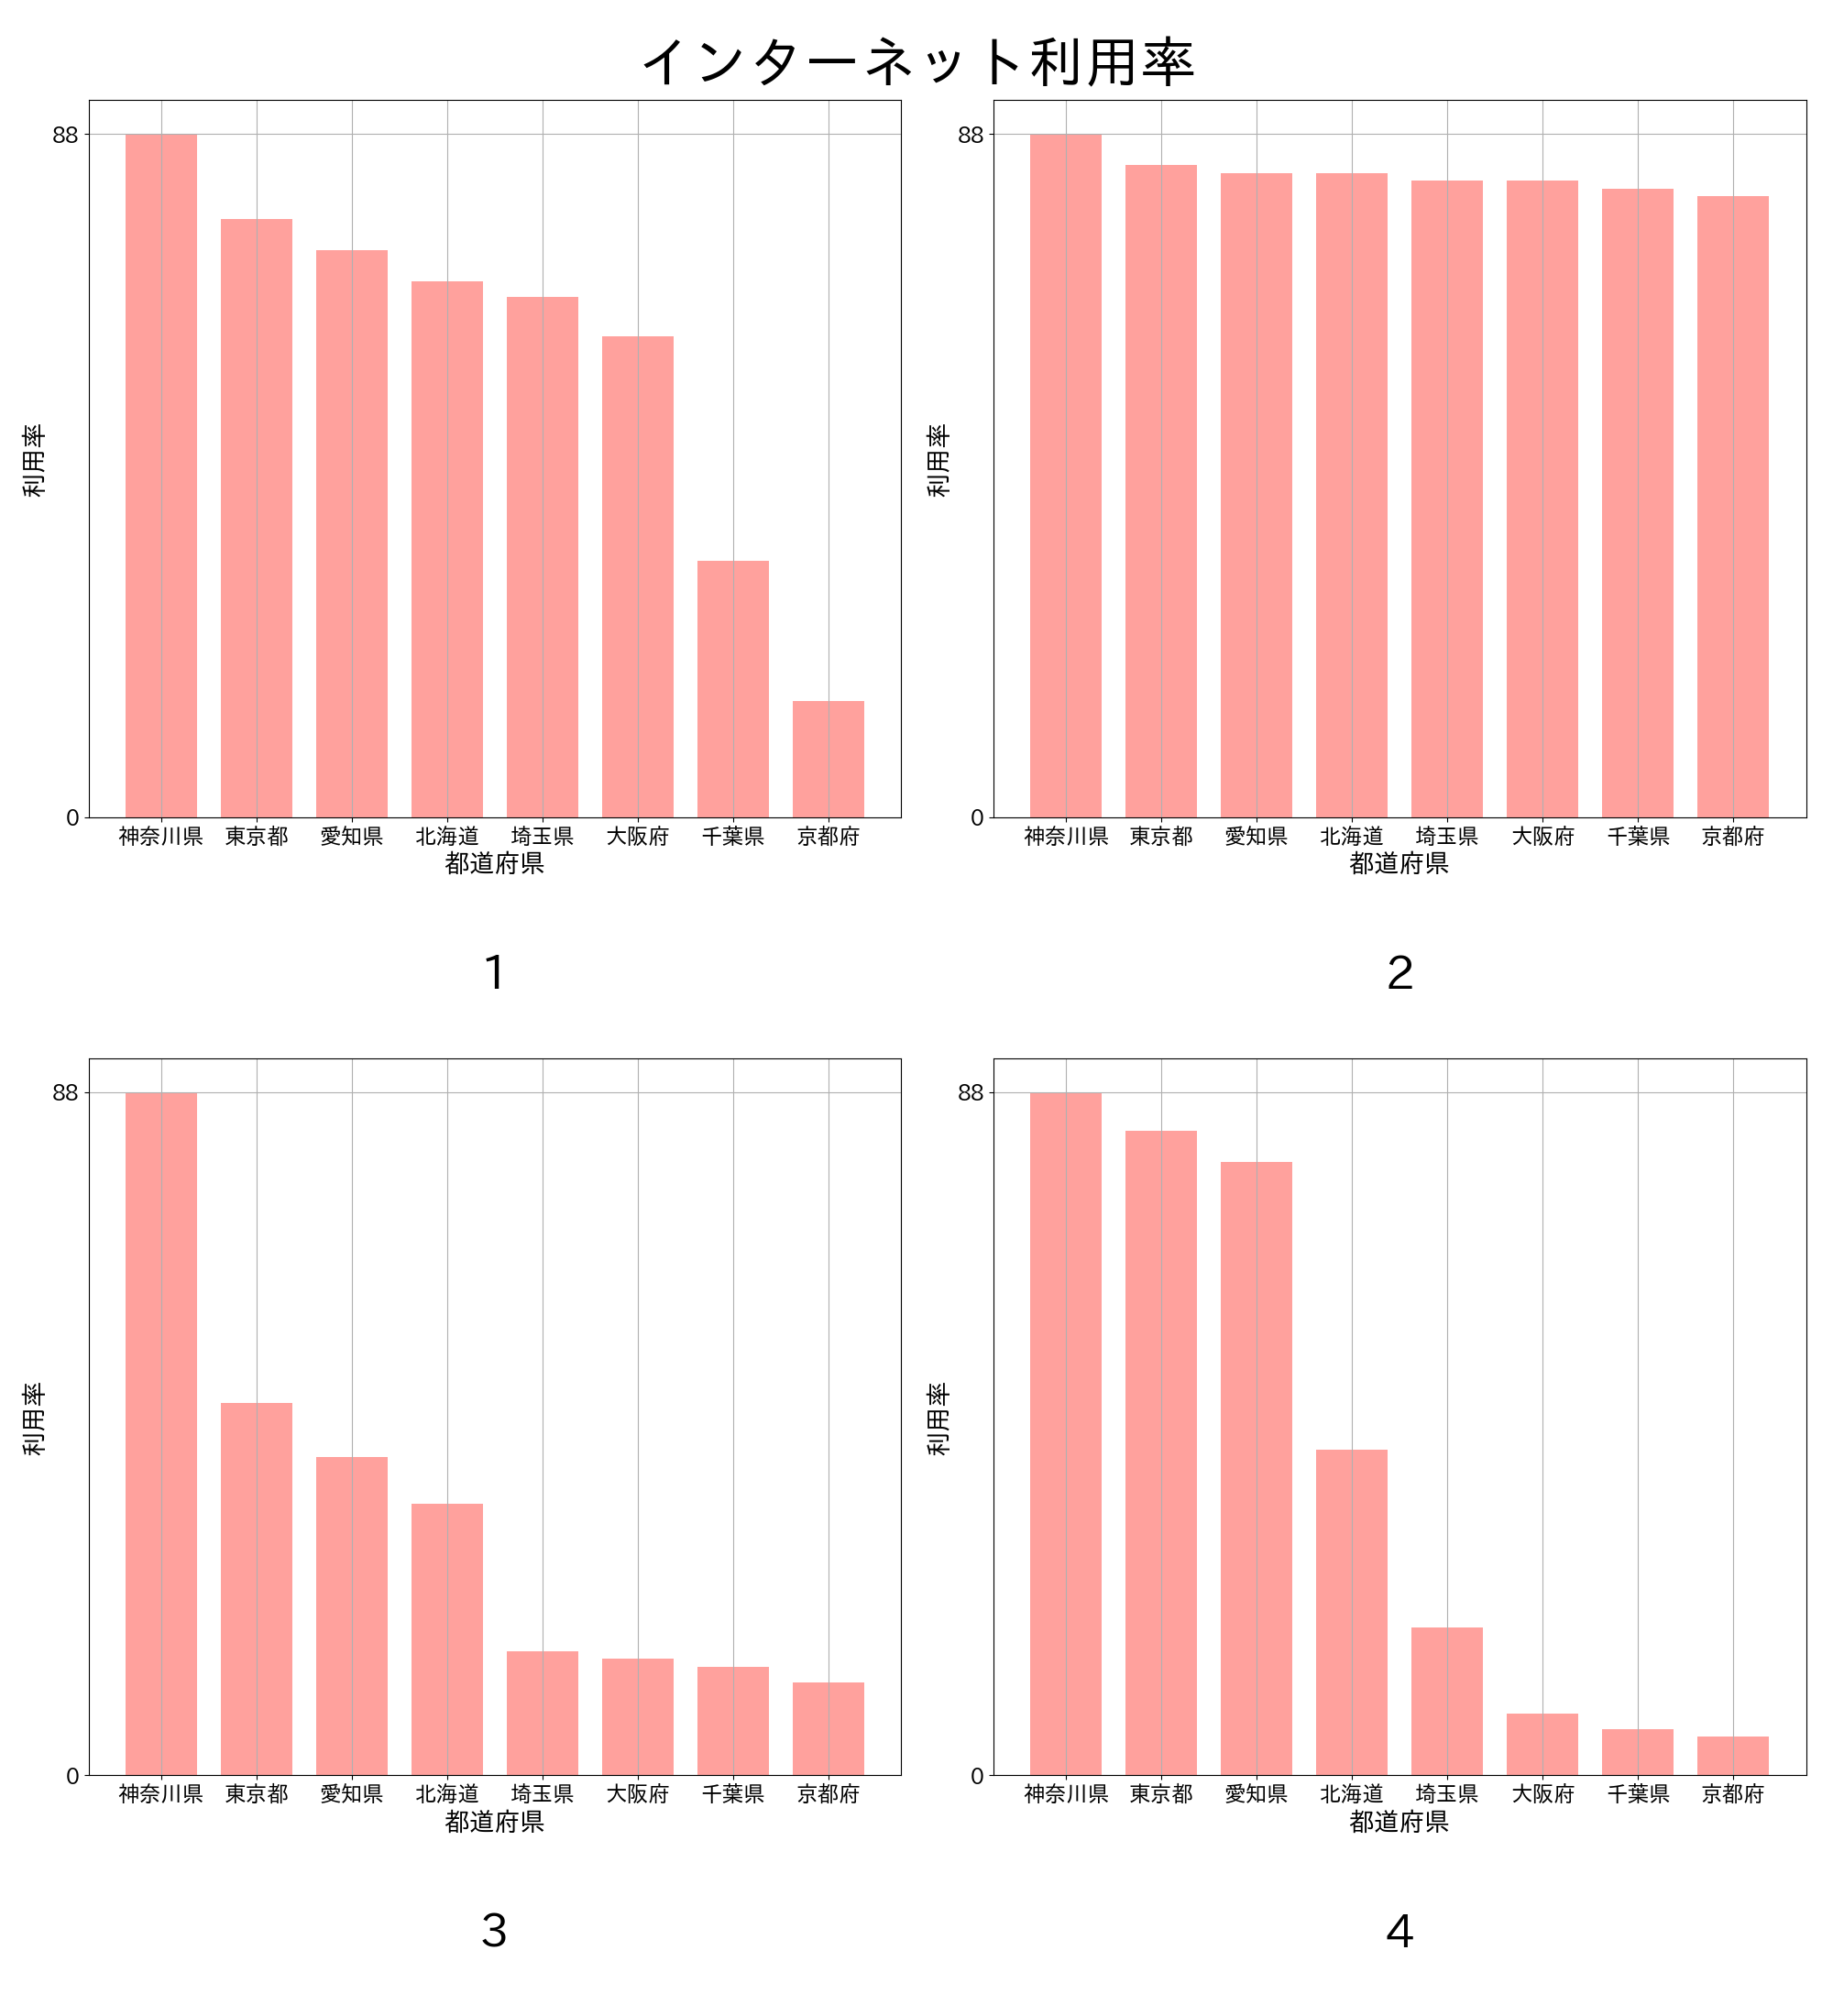 インターネット利用率
88
0
利用率
神奈川県 東京都 愛知県 北海道 埼玉県 大阪府 千葉県 京都府
都道府県
1
88
0
利用率
神奈川県 東京都 愛知県 北海道 埼玉県 大阪府 千葉県 京都府
都道府県
2
88
0
利用率
神奈川県 東京都 愛知県 北海道 埼玉県 大阪府 千葉県 京都府
都道府県
3
88
0
利用率
神奈川県 東京都 愛知県 北海道 埼玉県 大阪府 千葉県 京都府
都道府県
4